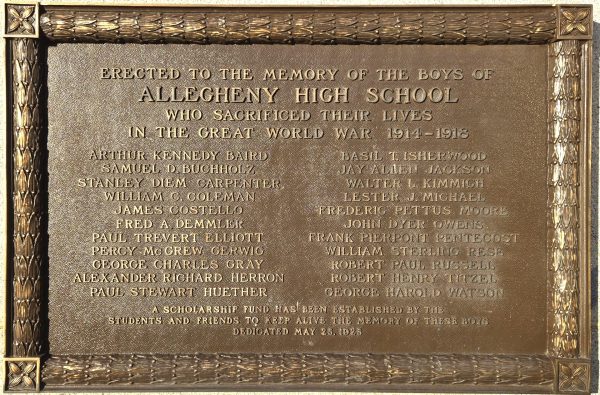 ERECTED TO THE MEMORY OF THE BOYS OF
ALLEGHENY HIGH SCHOOL
WHO SACRIFICED THEIR LIVES
IN THE GREAT WORLD WAR 1914-1918
ARTHUR KENNEDY BAIRD
SAMUEL D. BUCHHOLZ
STANLEY DIEM CARPENTER
WILLIAM C. COLEMAN
JAMES COSTELLO
FRED A. DEMMLER
PAUL TREVERT ELLIOTT
PERCY McGREW GERWIG
GEORGE CHARLES GRAY
ALEXANDER RICHARD HERRON
PAUL STEWART HUETHER
BASIL T. ISHERWOOD
JAY ALLEN JACKSON
WALTER L. KIMMICH
LESTER J. MICHAEL
FREDERIC PETTUS MOORE
JOHN DYER OWENS
FRANK PIERPONT PENTECOST
WILLIAM STERLING REES
ROBERT PAUL RUSSELL
ROBERT HENRY TITZEL
GEORGE HAROLD WATSON
A SCHOLARSHIP FUND HAS BEEN ESTABLISHED BY THE
STUDENTS AND FRIENDS TO KEEP ALIVE THE MEMORY OF THESE BOYS
DEDICATED MAY